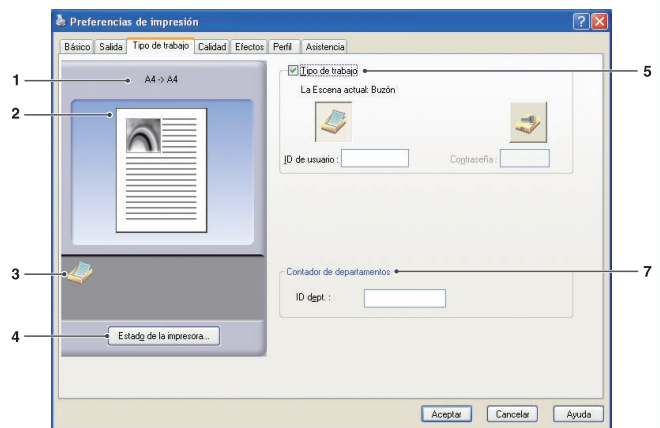 Preferencias de impresión
Básico Salida Tipo de trabajo Calidad Efectos Perfil Asistencia
1
A4 -> A4
2
3
4
Estado de la impresora...
Tipo de trabajo
5
La Escena actual: Buzón
ID de usuario :
Contraseña :
Contador de departamentos
7
ID dept. :
Aceptar Cancelar Ayuda